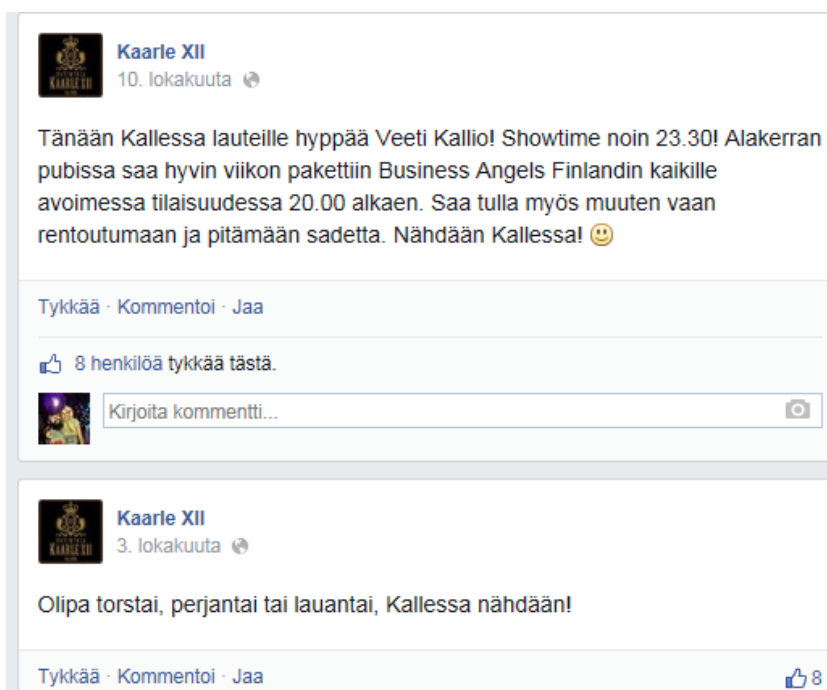 Kaarle XII
10. lokakuuta
Tänään Kallessa lauteille hyppää Veeti Kallio! Showtime noin 23.30! Alakerran
pubissa saa hyvin viikon pakettiin Business Angels Finlandin kaikille
avoimessa tilaisuudessa 20.00 alkaen. Saa tulla myös muuten vaan
rentoutumaan ja pitämään sadetta. Nähdään Kallessa!
Tykkää · Kommentoi · Jaa
8 henkilöä tykkää tästä.
Kirjoita kommentti...
Kaarle XII
3. lokakuuta
Olipa torstai, perjantai tai lauantai, Kallessa nähdään!
Tykkää · Kommentoi · Jaa
8